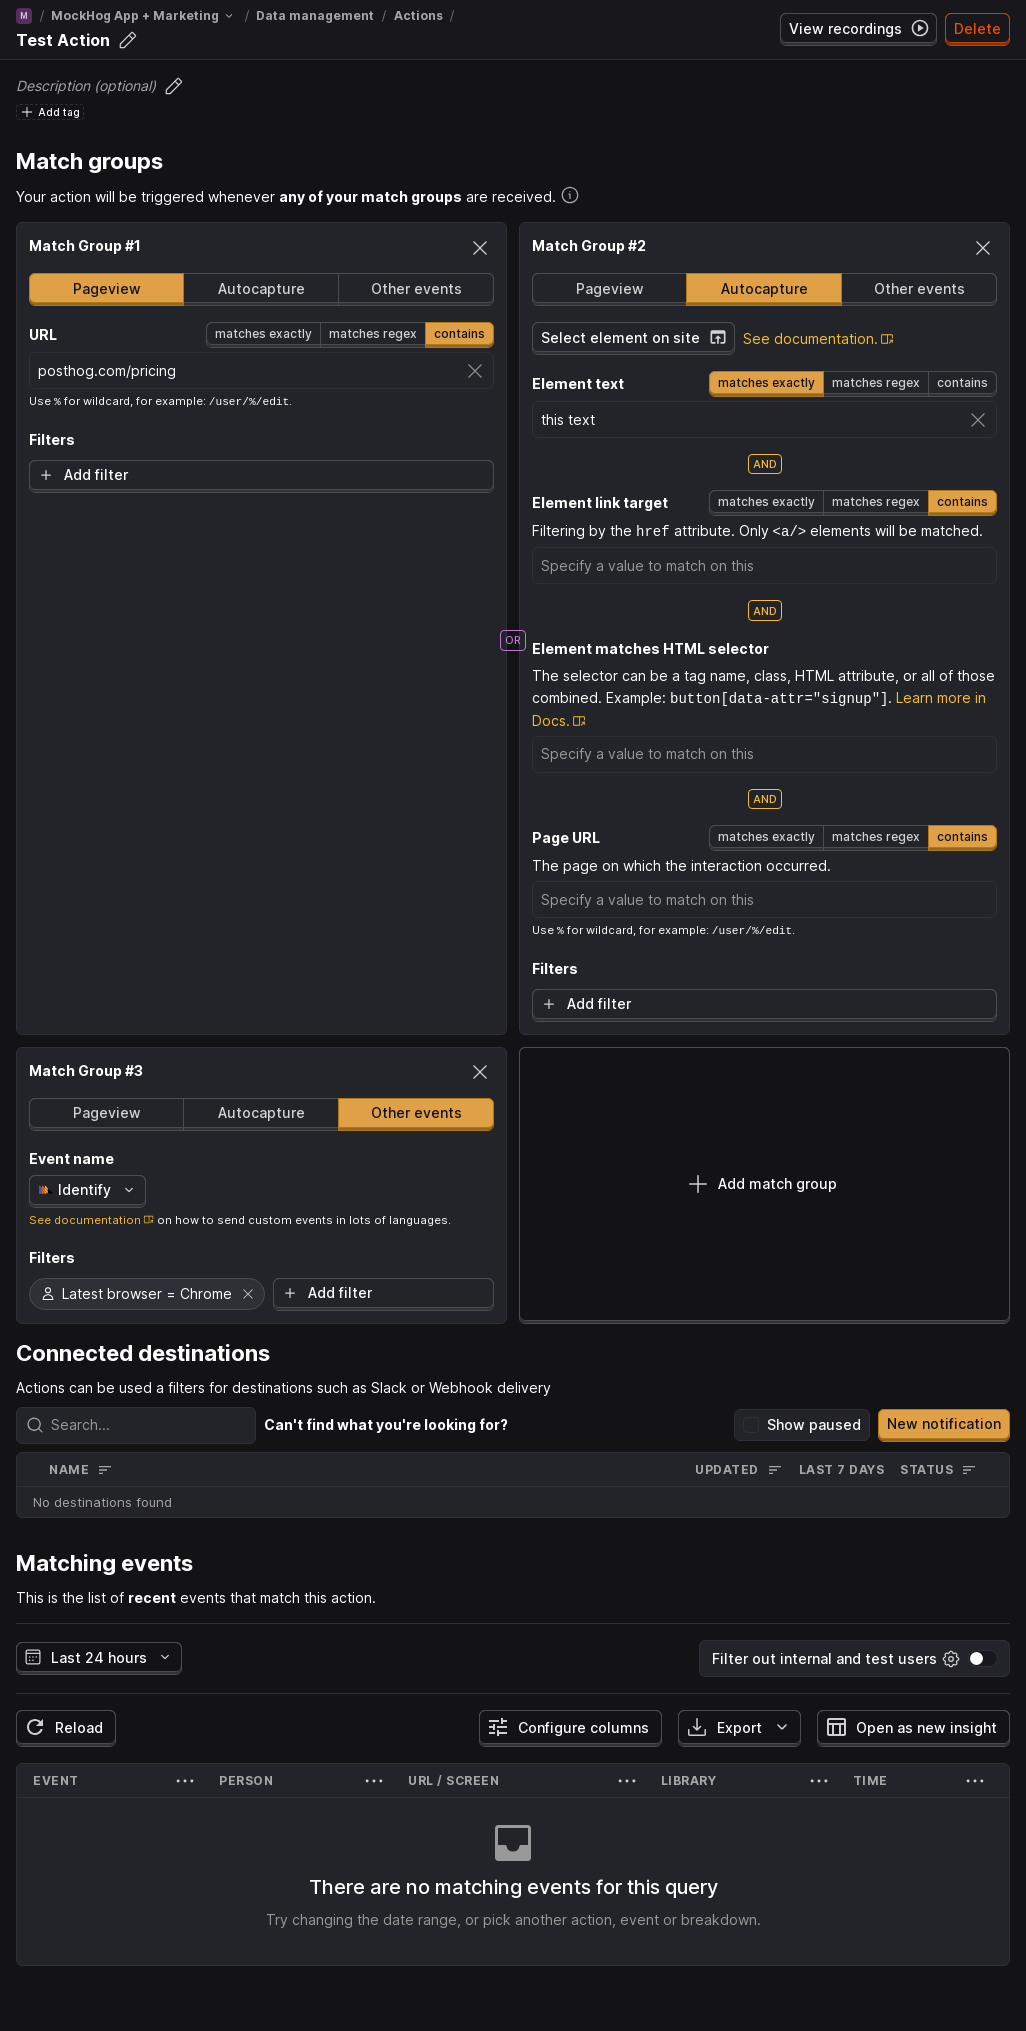 M / MockHog App + Marketing / Data management / Actions /
Test Action
View recordings
Delete
Description (optional)
Add tag
Match groups
Your action will be triggered whenever any of your match groups are received.
Match Group #1
Pageview
Autocapture
Other events
URL
matches exactly
matches regex
contains
posthog.com/pricing
Use % for wildcard, for example: /user/%/edit.
Filters
Add filter
OR
Match Group #2
Pageview
Autocapture
Other events
Select element on site
See documentation.
Element text
matches exactly
matches regex
contains
this text
AND
Element link target
matches exactly
matches regex
contains
Filtering by the href attribute. Only <a/> elements will be matched.
Specify a value to match on this
AND
Element matches HTML selector
The selector can be a tag name, class, HTML attribute, or all of those
combined. Example: button[data-attr="signup"]. Learn more in
Docs.
Specify a value to match on this
AND
Page URL
matches exactly
matches regex
contains
The page on which the interaction occurred.
Specify a value to match on this
Use % for wildcard, for example: /user/%/edit.
Filters
Add filter
Match Group #3
Pageview
Autocapture
Other events
Event name
Identify
See documentation on how to send custom events in lots of languages.
Filters
Latest browser = Chrome
Add filter
Add match group
Connected destinations
Actions can be used a filters for destinations such as Slack or Webhook delivery
Search...
Can't find what you're looking for?
Show paused
New notification
NAME
UPDATED
LAST 7 DAYS
STATUS
No destinations found
Matching events
This is the list of recent events that match this action.
Last 24 hours
Filter out internal and test users
Reload
Configure columns
Export
Open as new insight
EVENT
PERSON
URL / SCREEN
LIBRARY
TIME
There are no matching events for this query
Try changing the date range, or pick another action, event or breakdown.